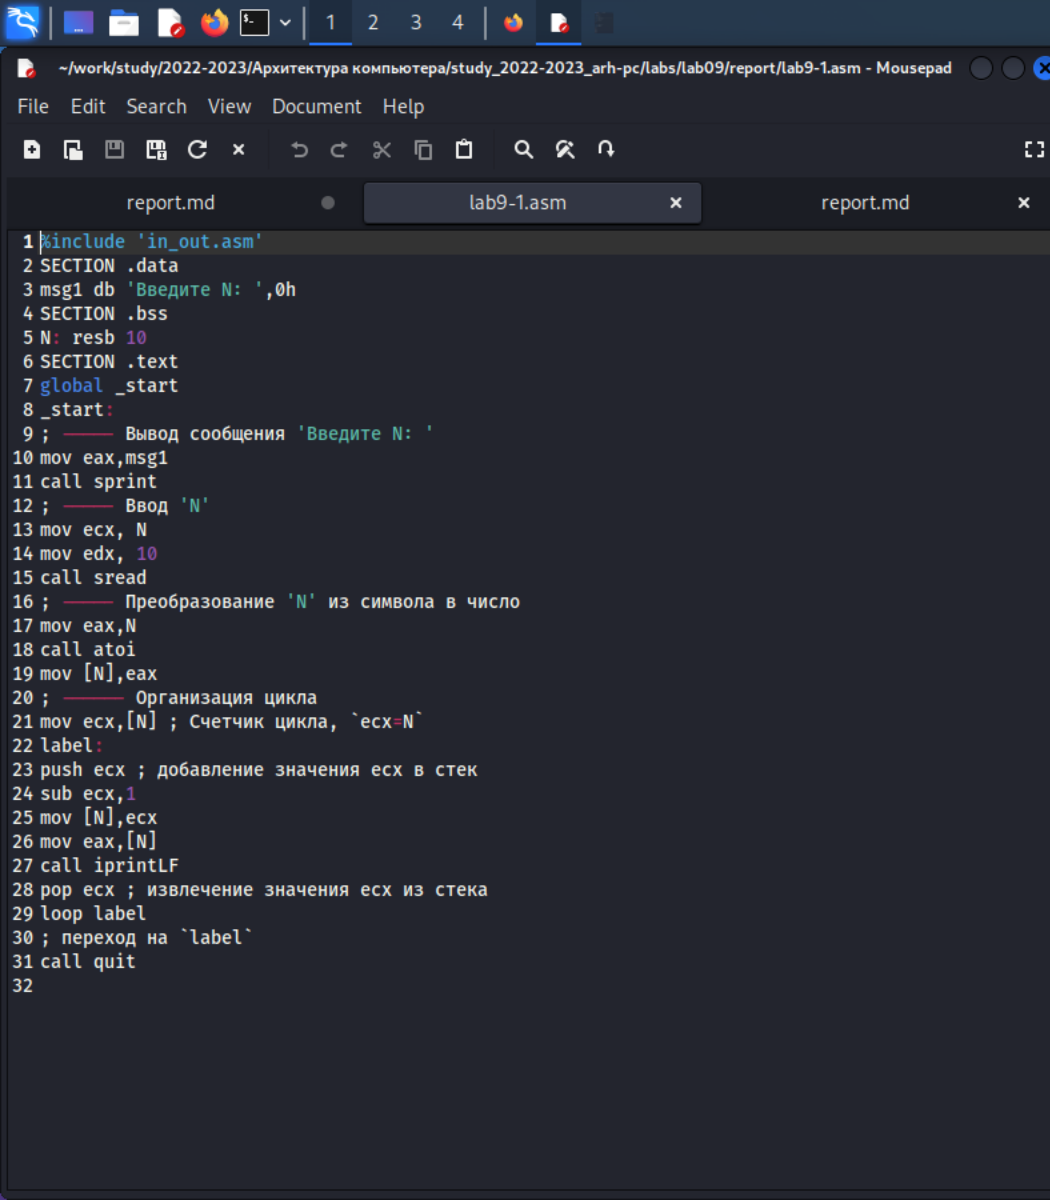 1 2 3 4
~/work/study/2022-2023/Архитектура компьютера/study_2022-2023_arh-pc/labs/lab09/report/lab9-1.asm - Mousepad
File Edit Search View Document Help
report.md lab9-1.asm report.md
1 %include 'in_out.asm'
2 SECTION .data
3 msg1 db 'Введите N: ',0h
4 SECTION .bss
5 N: resb 10
6 SECTION .text
7 global _start
8 _start:
9 ; ----- Вывод сообщения 'Введите N: '
10 mov eax,msg1
11 call sprint
12 ; ----- Ввод 'N'
13 mov ecx, N
14 mov edx, 10
15 call sread
16 ; ----- Преобразование 'N' из символа в число
17 mov eax,N
18 call atoi
19 mov [N],eax
20 ; ------ Организация цикла
21 mov ecx,[N] ; Счетчик цикла, `ecx=N`
22 label:
23 push ecx ; добавление значения ecx в стек
24 sub ecx,1
25 mov [N],ecx
26 mov eax,[N]
27 call iprintLF
28 pop ecx ; извлечение значения ecx из стека
29 loop label
30 ; переход на `label`
31 call quit
32